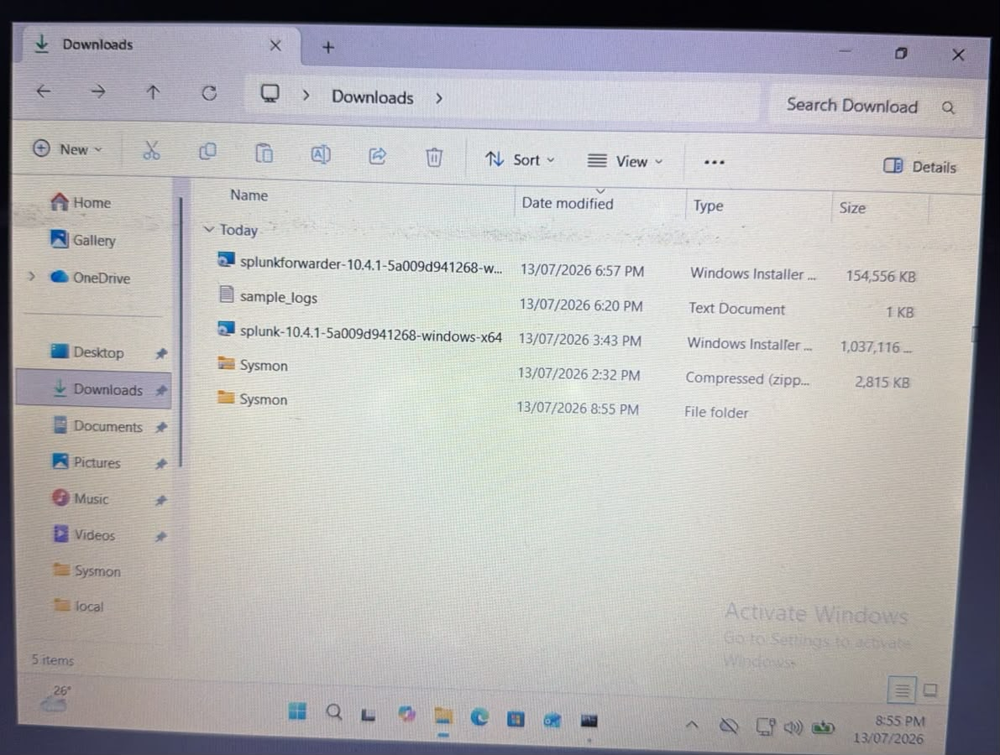 Downloads
Downloads
Search Download
New
Sort
View
Details
Name Date modified Type Size
Home
Gallery
OneDrive
Desktop
Downloads
Documents
Pictures
Music
Videos
Sysmon
local
Today
splunkforwarder-10.4.1-5a009d941268-w... 13/07/2026 6:57 PM Windows Installer ... 154,556 KB
sample_logs 13/07/2026 6:20 PM Text Document 1 KB
splunk-10.4.1-5a009d941268-windows-x64 13/07/2026 3:43 PM Windows Installer ... 1,037,116 ...
Sysmon 13/07/2026 2:32 PM Compressed (zipp... 2,815 KB
Sysmon 13/07/2026 8:55 PM File folder
Activate Windows
Go to Settings to activate
Windows.
5 items
26°
8:55 PM
13/07/2026